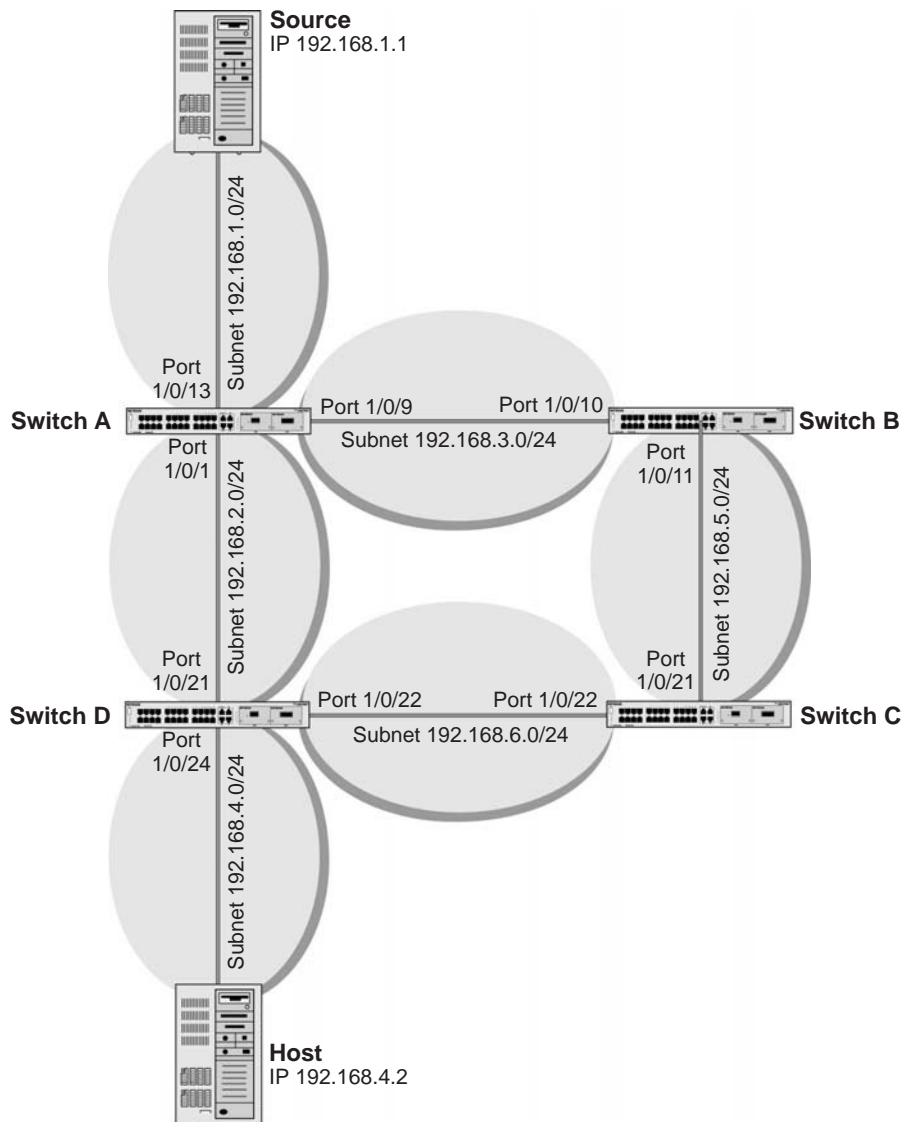 Source
IP 192.168.1.1
Subnet 192.168.1.0/24
Port
1/0/13
Switch A
Port 1/0/9
Port 1/0/10
Switch B
Subnet 192.168.3.0/24
Port
1/0/1
Port
1/0/11
Subnet 192.168.2.0/24
Subnet 192.168.5.0/24
Port
1/0/21
Port
1/0/21
Switch D
Port 1/0/22
Port 1/0/22
Switch C
Subnet 192.168.6.0/24
Port
1/0/24
Subnet 192.168.4.0/24
Host
IP 192.168.4.2